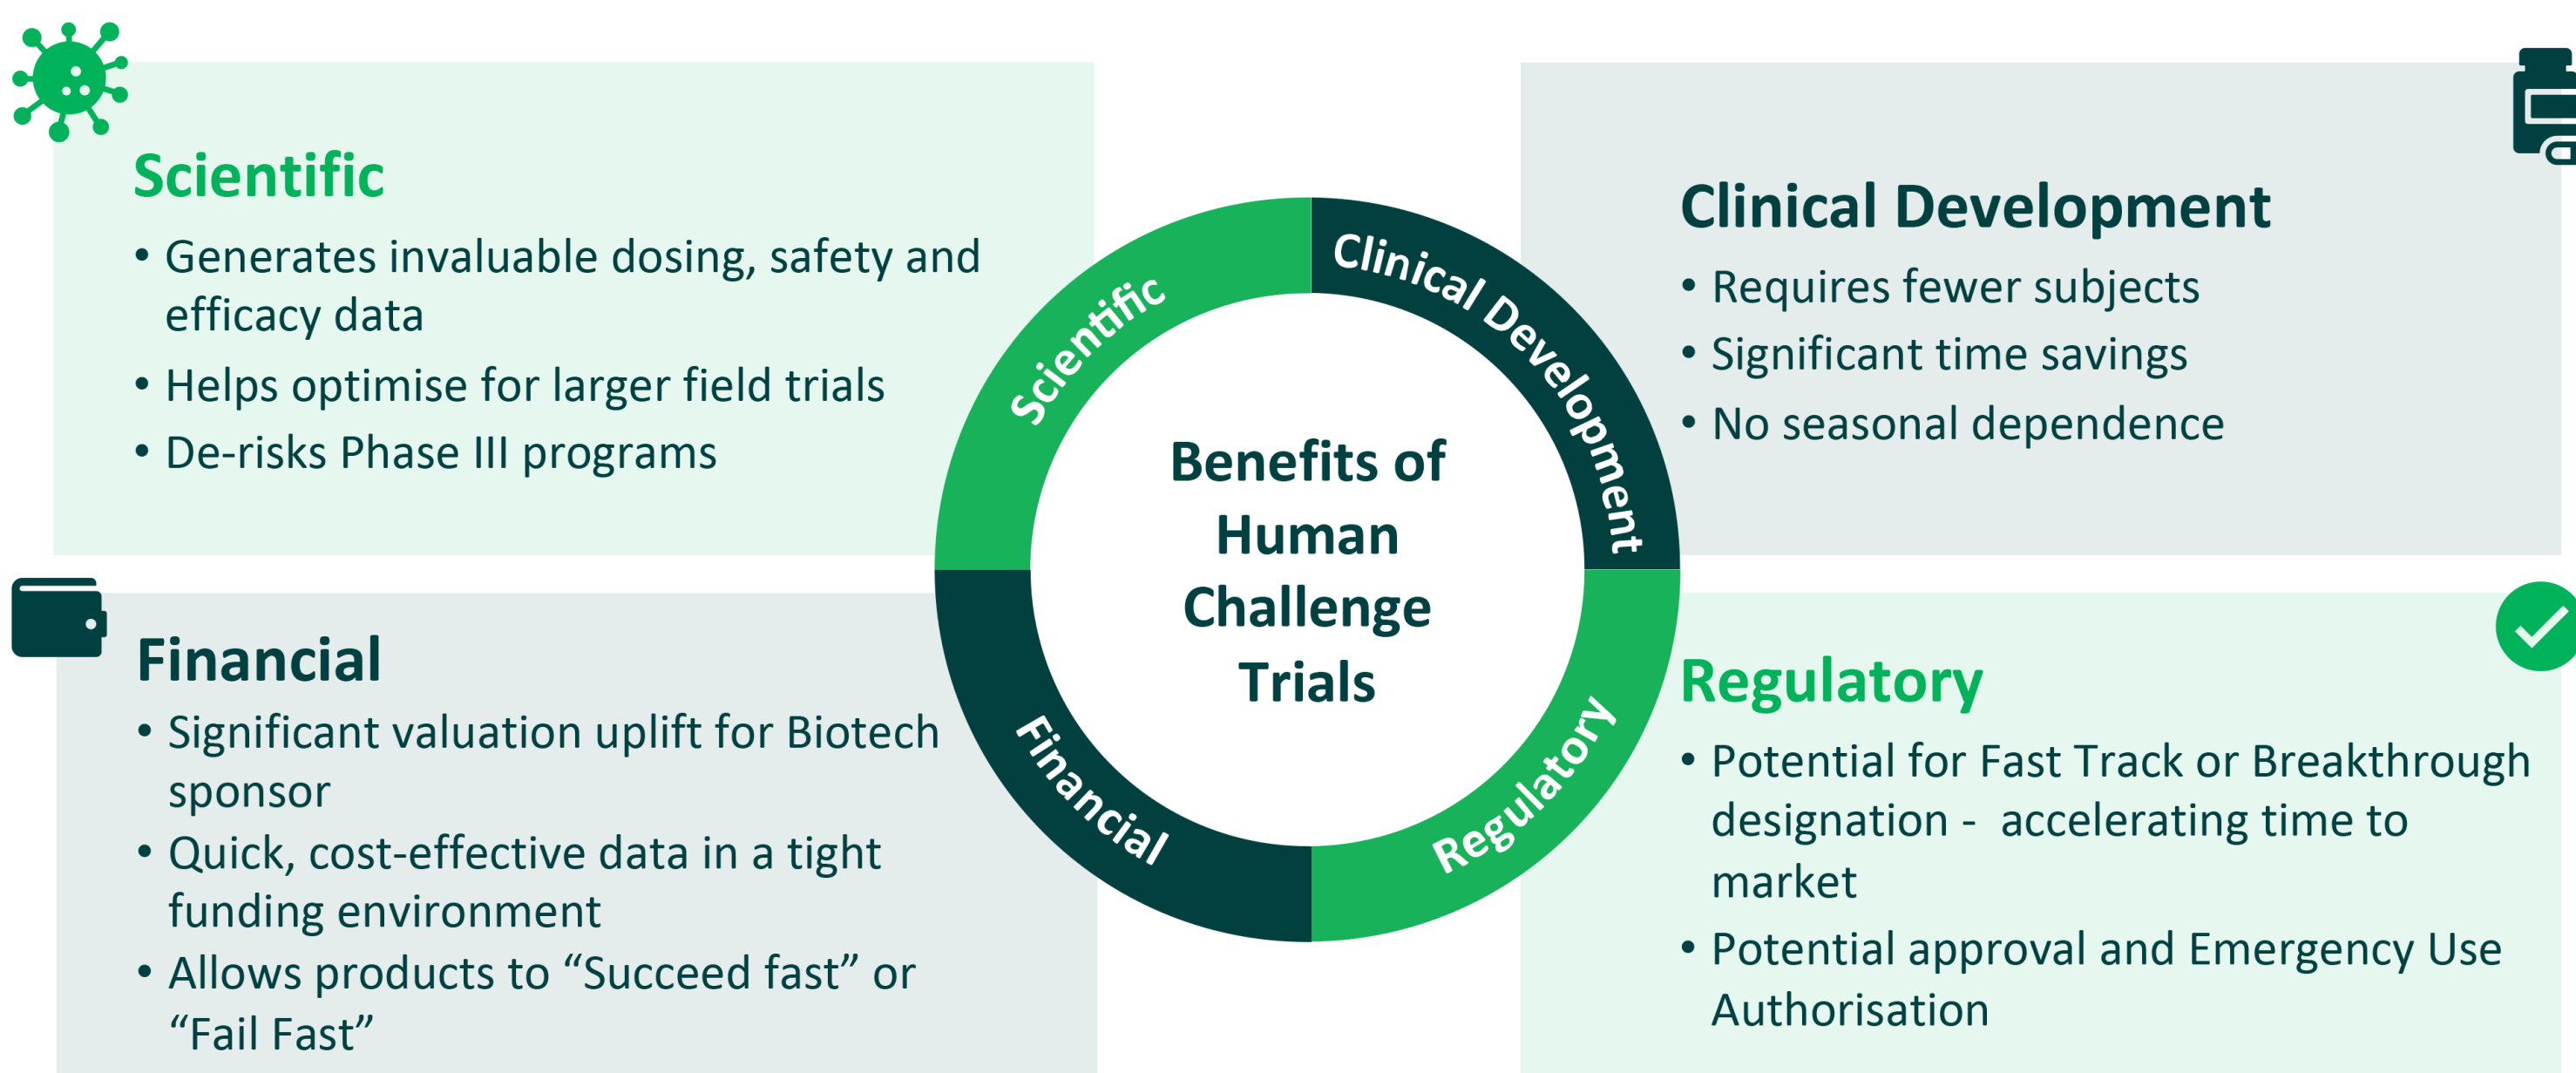 Scientific
• Generates invaluable dosing, safety and
efficacy data
• Helps optimise for larger field trials
• De-risks Phase III programs
Clinical Development
• Requires fewer subjects
• Significant time savings
• No seasonal dependence
Scientific
Clinical Development
Benefits of
Human
Challenge
Trials
Financial
Regulatory
Financial
• Significant valuation uplift for Biotech
sponsor
• Quick, cost-effective data in a tight
funding environment
• Allows products to “Succeed fast” or
“Fail Fast”
Regulatory
• Potential for Fast Track or Breakthrough
designation -  accelerating time to
market
• Potential approval and Emergency Use
Authorisation